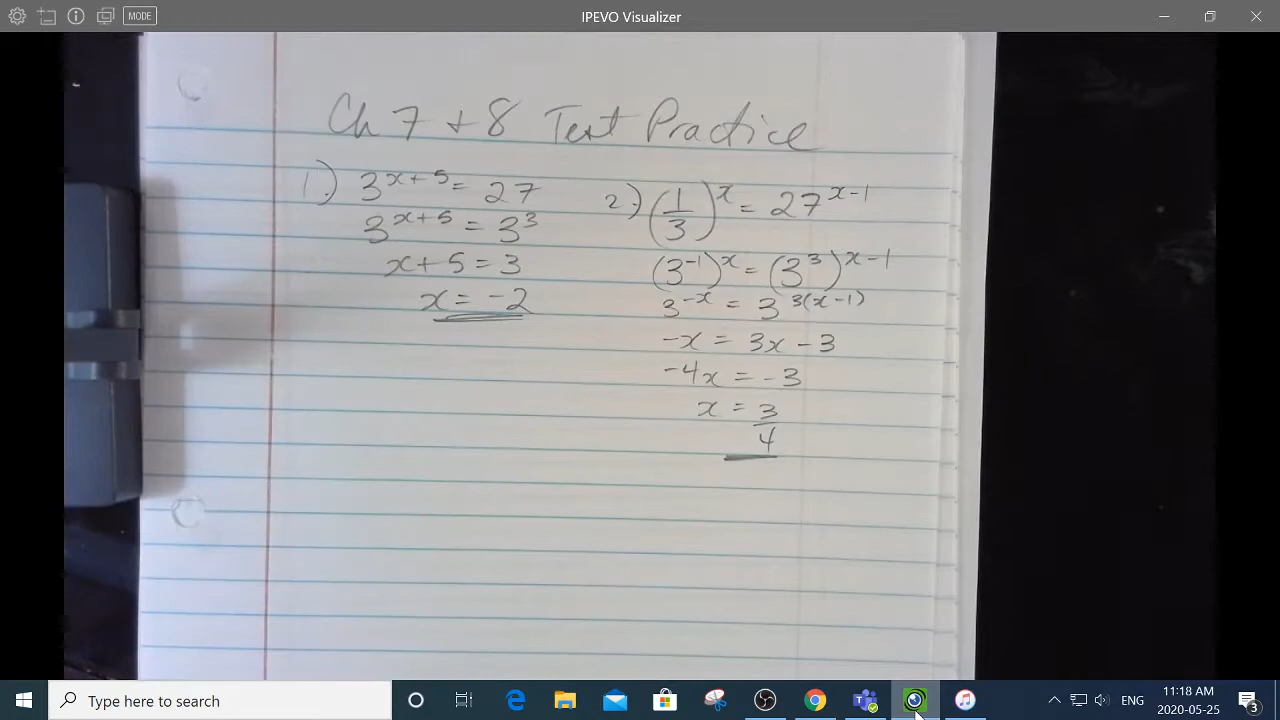 IPEVO Visualizer
MODE
Ch 7 + 8 Test Practice
1.) 3^{x+5} = 27
3^{x+5} = 3^3
x+5 = 3
x = -2
2.) (1/3)^x = 27^{x-1}
(3^{-1})^x = (3^3)^{x-1}
3^{-x} = 3^{3(x-1)}
-x = 3x - 3
-4x = -3
x = 3/4
Type here to search
ENG
11:18 AM
2020-05-25
3